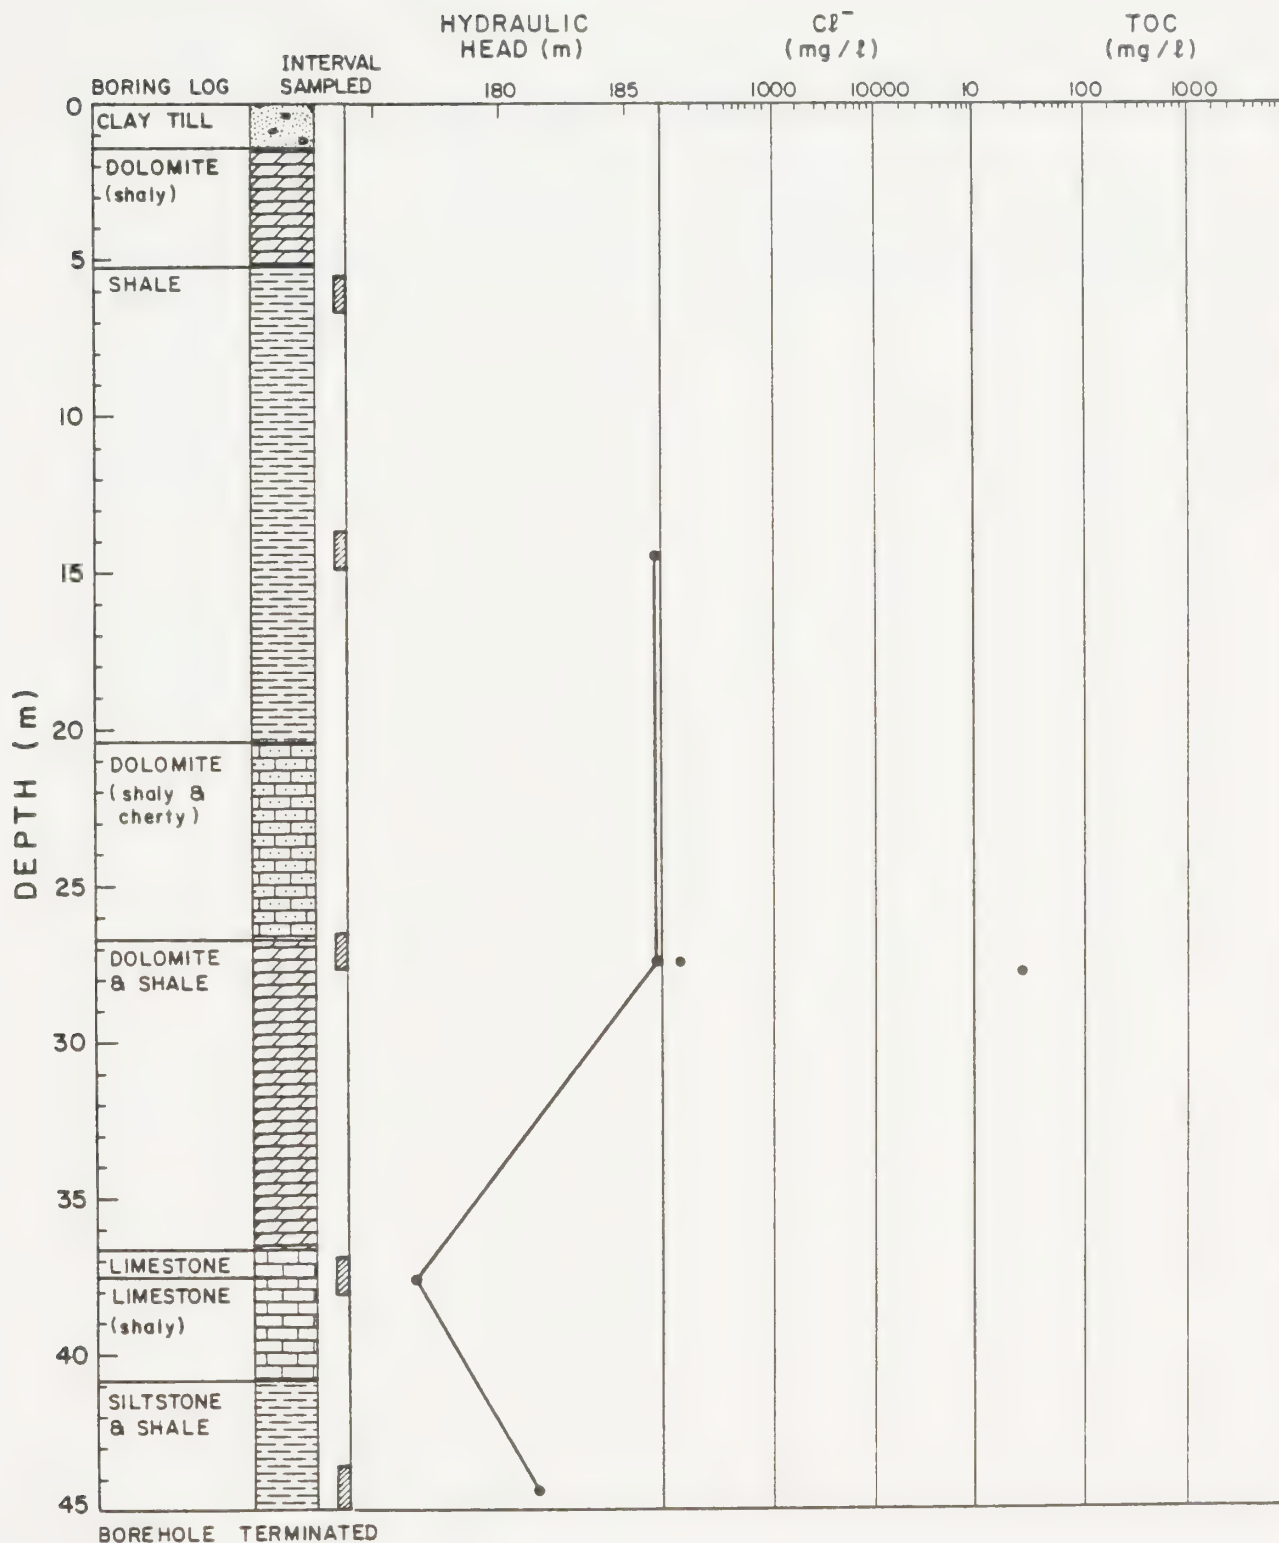 HYDRAULIC
HEAD (m)
Cℓ⁻
(mg/ℓ)
TOC
(mg/ℓ)
BORING LOG
INTERVAL
SAMPLED
180 185 1000 10000 10 100 1000
0
CLAY TILL
DOLOMITE
(shaly)
5
SHALE
10
15
DEPTH (m)
20
DOLOMITE
(shaly &
cherty)
25
DOLOMITE
& SHALE
30
35
LIMESTONE
LIMESTONE
(shaly)
40
SILTSTONE
& SHALE
45
BOREHOLE TERMINATED